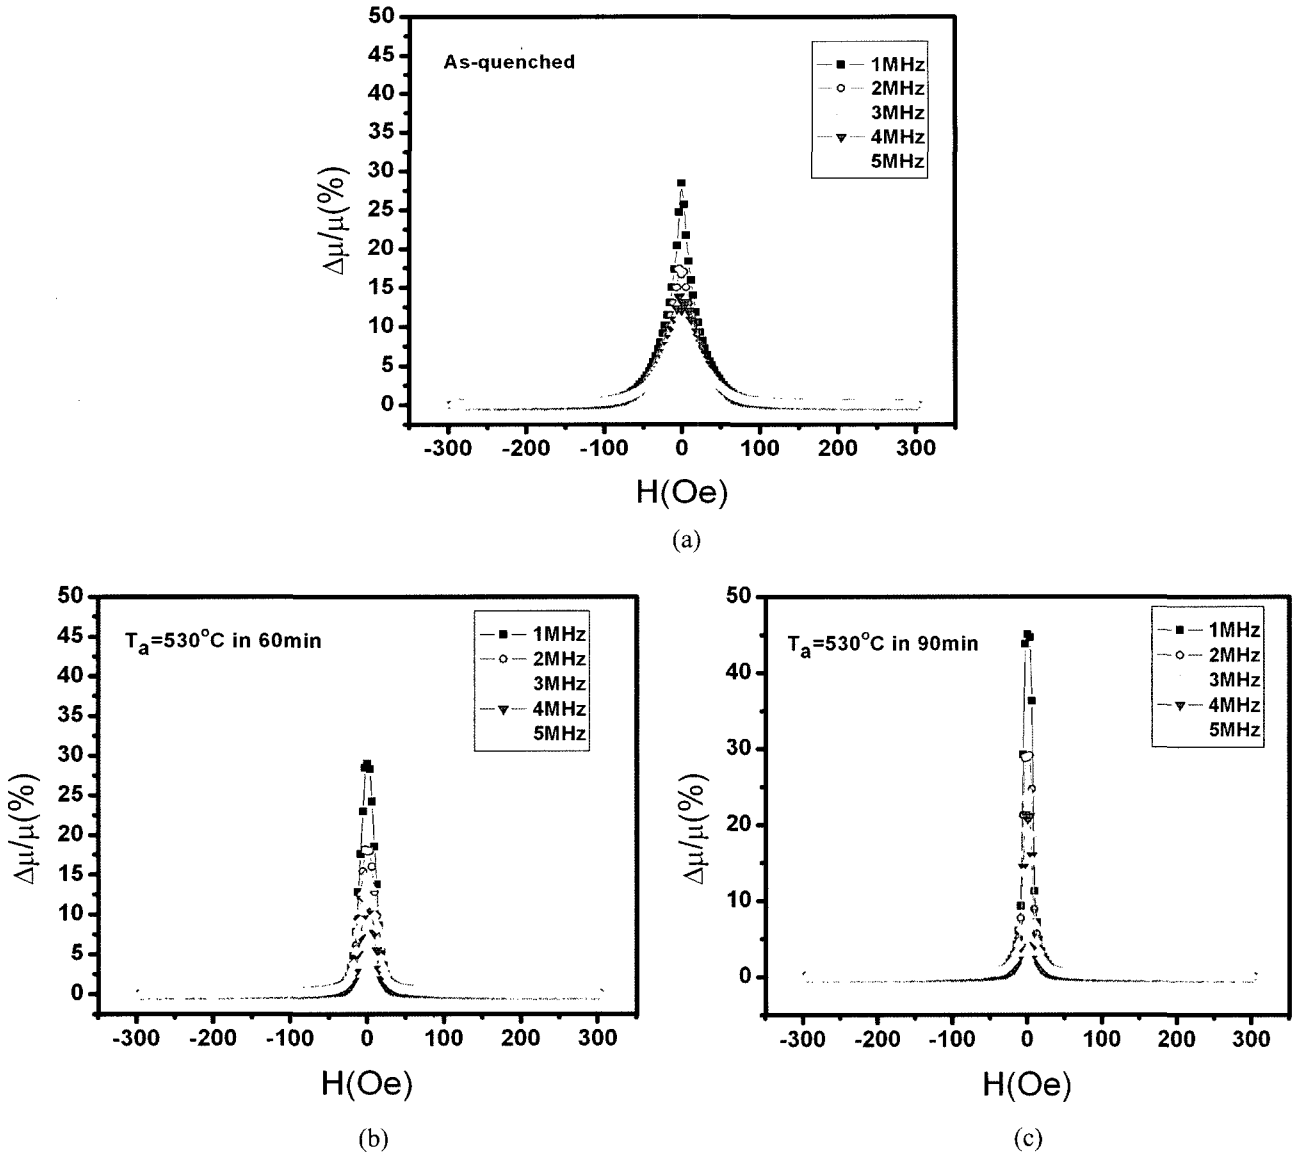 50
45
40
35
30
25
20
15
10
5
0
Δμ/μ(%)
As-quenched
1MHz
2MHz
3MHz
4MHz
5MHz
-300 -200 -100 0 100 200 300
H(Oe)
(a)
50
45
40
35
30
25
20
15
10
5
0
Δμ/μ(%)
Ta=530°C in 60min
1MHz
2MHz
3MHz
4MHz
5MHz
-300 -200 -100 0 100 200 300
H(Oe)
(b)
50
40
30
20
10
0
Δμ/μ(%)
Ta=530°C in 90min
1MHz
2MHz
3MHz
4MHz
5MHz
-300 -200 -100 0 100 200 300
H(Oe)
(c)